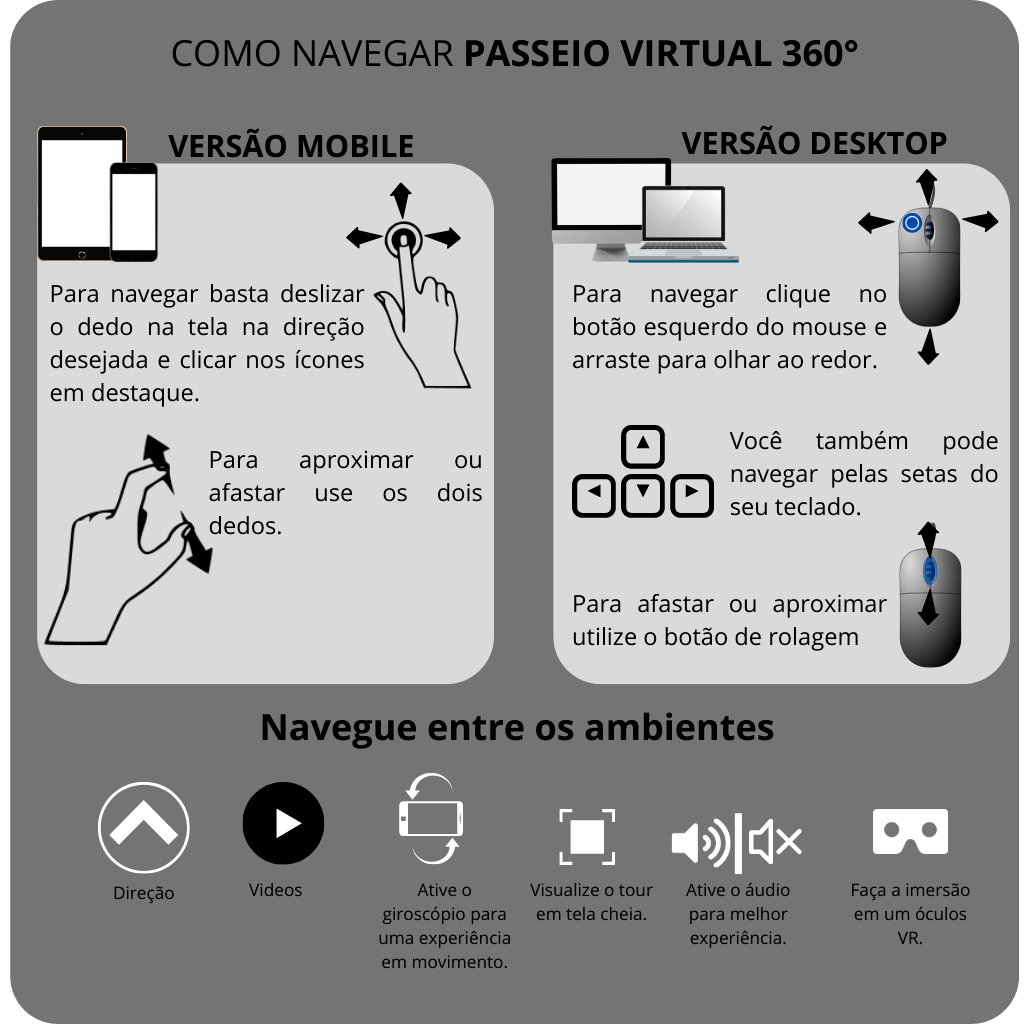 COMO NAVEGAR PASSEIO VIRTUAL 360°
VERSÃO MOBILE
Para navegar basta deslizar
o dedo na tela na direção
desejada e clicar nos ícones
em destaque.
Para aproximar ou
afastar use os dois
dedos.
VERSÃO DESKTOP
Para navegar clique no
botão esquerdo do mouse e
arraste para olhar ao redor.
Você também pode
navegar pelas setas do
seu teclado.
Para afastar ou aproximar
utilize o botão de rolagem
Navegue entre os ambientes
Direção
Videos
Ative o
giroscópio para
uma experiência
em movimento.
Visualize o tour
em tela cheia.
Ative o áudio
para melhor
experiência.
Faça a imersão
em um óculos
VR.